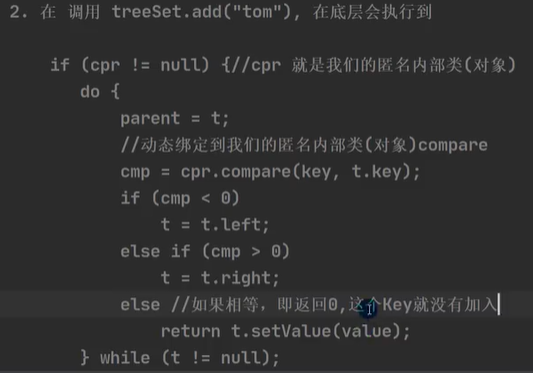 2. 在 调用 treeSet.add("tom"), 在底层会执行到
if (cpr != null) {//cpr 就是我们的匿名内部类(对象)
do {
parent = t;
//动态绑定到我们的匿名内部类(对象)compare
cmp = cpr.compare(key, t.key);
if (cmp < 0)
t = t.left;
else if (cmp > 0)
t = t.right;
else //如果相等，即返回0,这个Key就没有加入
return t.setValue(value);
} while (t != null);